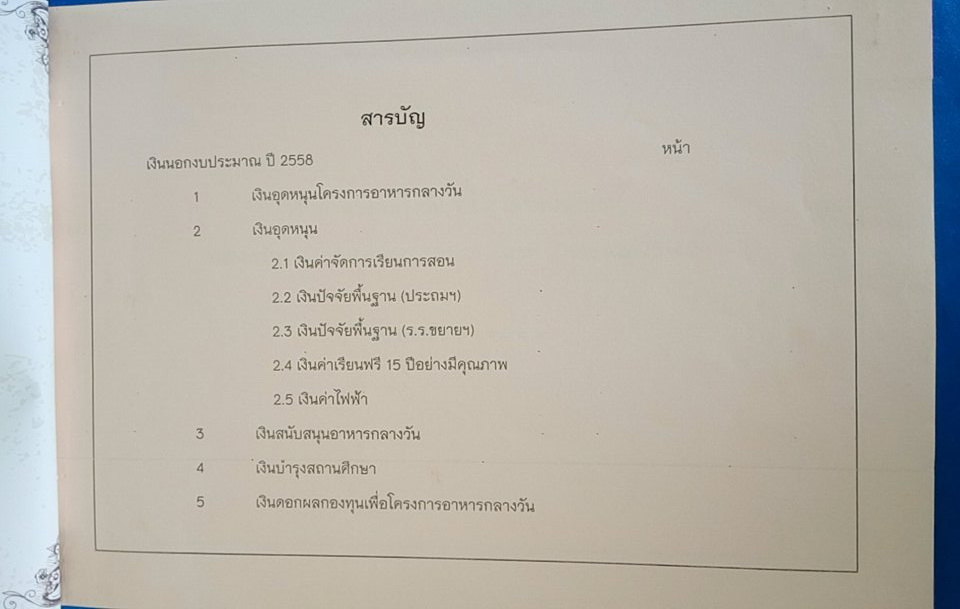 สารบัญ
หน้า
เงินนอกงบประมาณ ปี 2558
1 เงินอุดหนุนโครงการอาหารกลางวัน
2 เงินอุดหนุน
2.1 เงินค่าจัดการเรียนการสอน
2.2 เงินปัจจัยพื้นฐาน (ประถมฯ)
2.3 เงินปัจจัยพื้นฐาน (ร.ร.ขยายฯ)
2.4 เงินค่าเรียนฟรี 15 ปีอย่างมีคุณภาพ
2.5 เงินค่าไฟฟ้า
3 เงินสนับสนุนอาหารกลางวัน
4 เงินบำรุงสถานศึกษา
5 เงินดอกผลกองทุนเพื่อโครงการอาหารกลางวัน